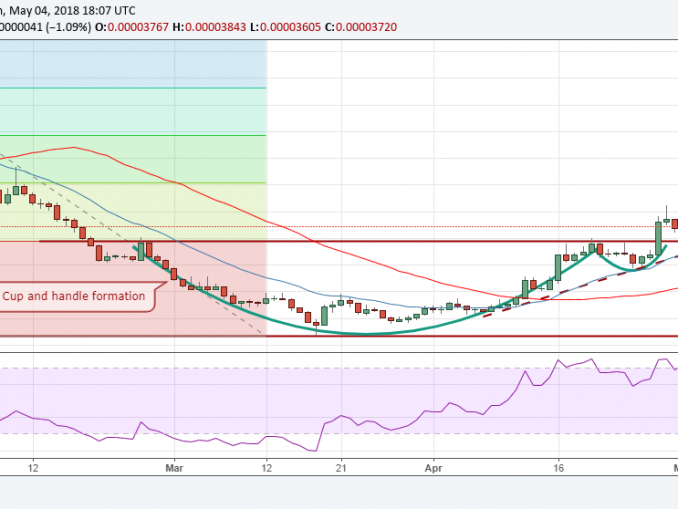 May 04, 2018 18:07 UTC
(−1.09%) O:0.00003767 H:0.00003843 L:0.00003605 C:0.00003720
Cup and handle formation
12 Mar 12 21 Apr 16